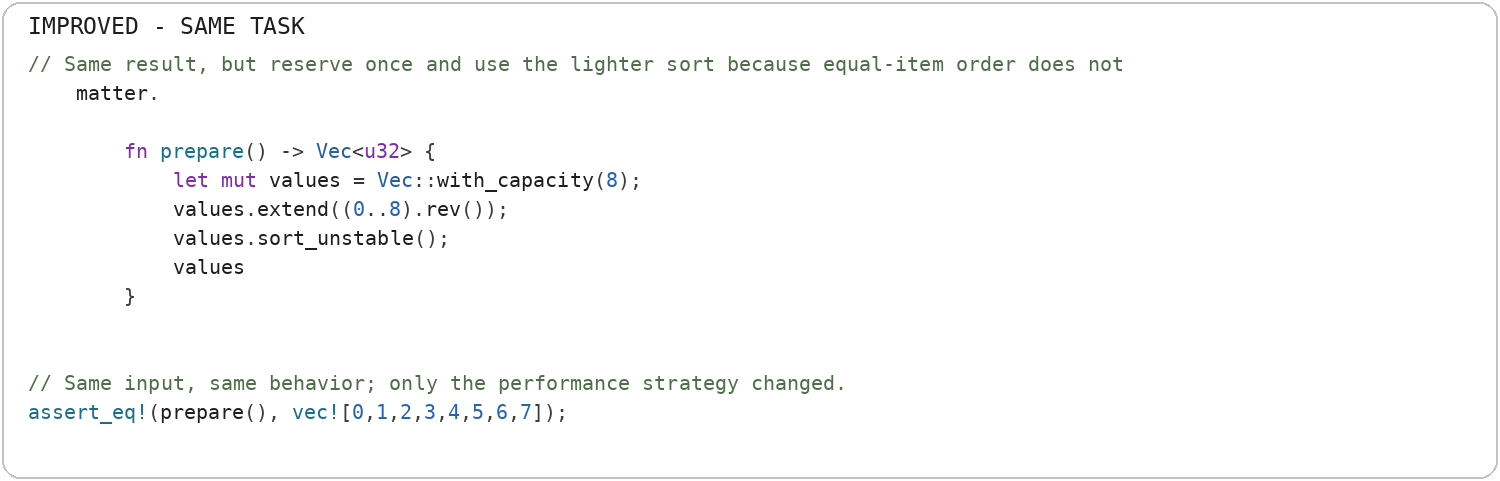 IMPROVED - SAME TASK
// Same result, but reserve once and use the lighter sort because equal-item order does not
    matter.
        fn prepare() -> Vec<u32> {
            let mut values = Vec::with_capacity(8);
            values.extend((0..8).rev());
            values.sort_unstable();
            values
        }
// Same input, same behavior; only the performance strategy changed.
assert_eq!(prepare(), vec![0,1,2,3,4,5,6,7]);